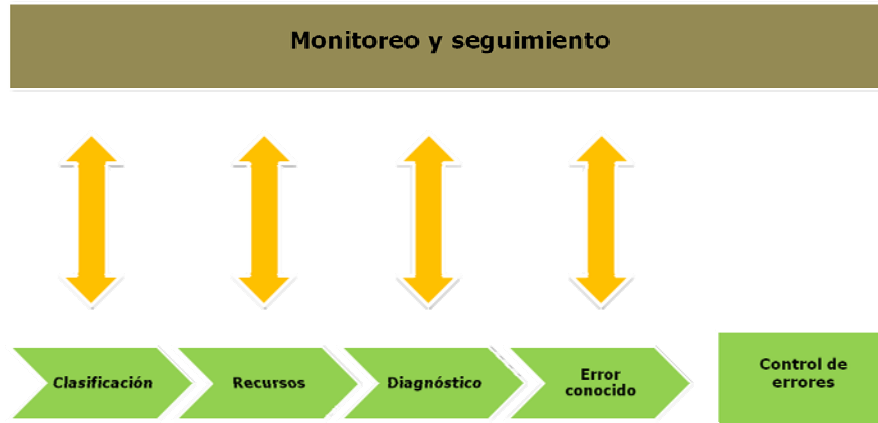 Monitoreo y seguimiento
Clasificación
Recursos
Diagnóstico
Error
conocido
Control de
errores